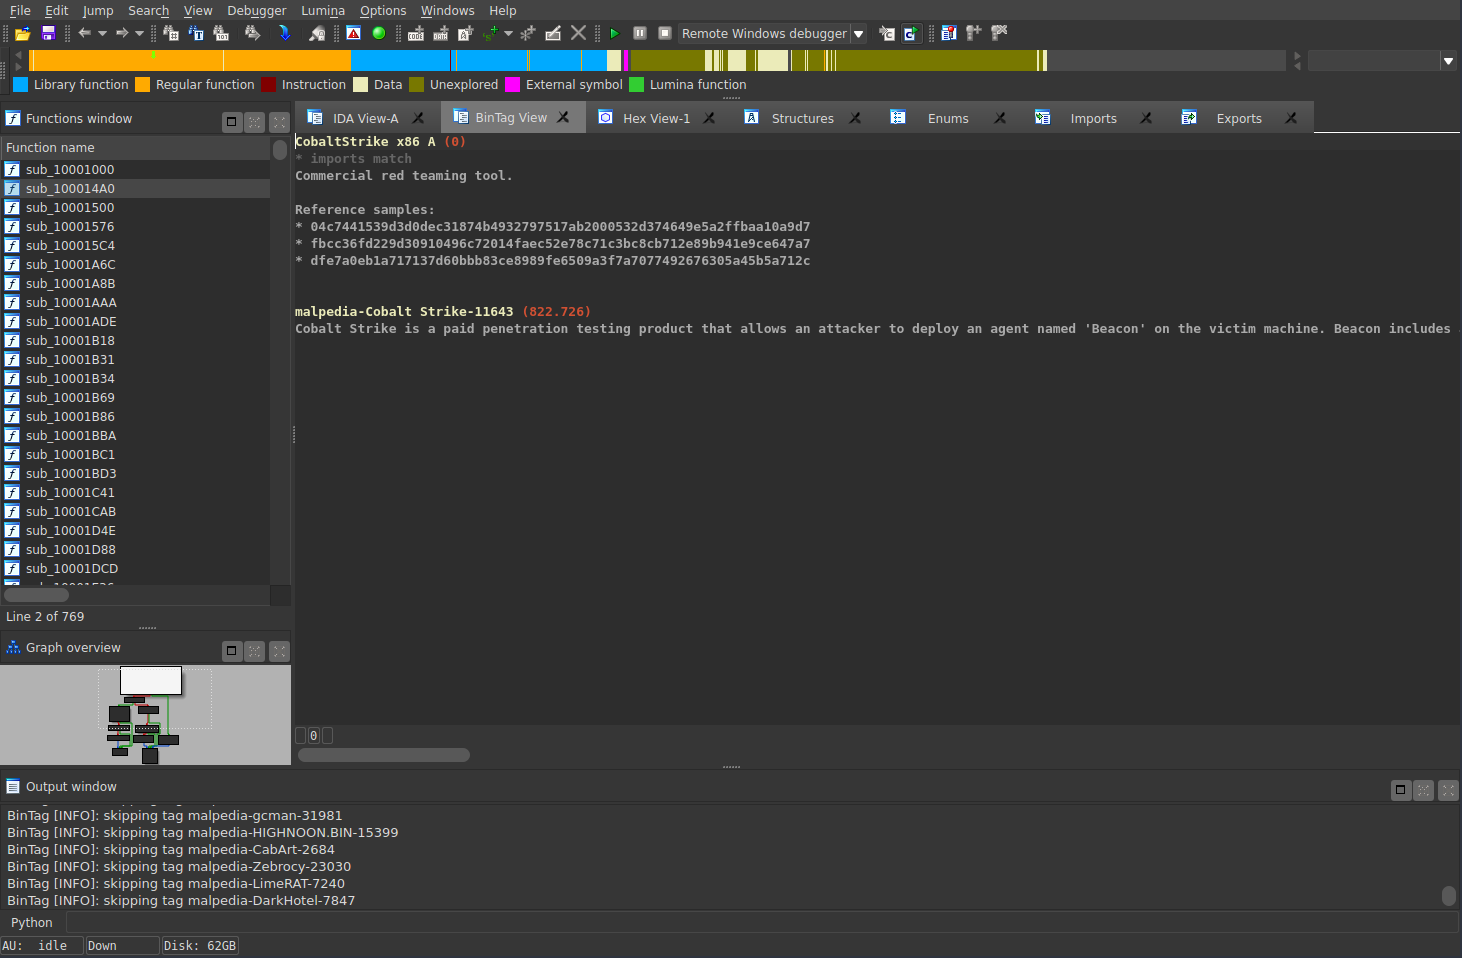 File Edit Jump Search View Debugger Lumina Options Windows Help
Remote Windows debugger
Library function Regular function Instruction Data Unexplored External symbol Lumina function
Functions window
IDA View-A BinTag View Hex View-1 Structures Enums Imports Exports
Function name
sub_10001000
sub_100014A0
sub_10001500
sub_10001576
sub_100015C4
sub_10001A6C
sub_10001A8B
sub_10001AAA
sub_10001ADE
sub_10001B18
sub_10001B31
sub_10001B34
sub_10001B69
sub_10001B86
sub_10001BBA
sub_10001BC1
sub_10001BD3
sub_10001C41
sub_10001CAB
sub_10001D4E
sub_10001D88
sub_10001DCD
Line 2 of 769
CobaltStrike x86 A (0)
* imports match
Commercial red teaming tool.
Reference samples:
* 04c7441539d3d0dec31874b4932797517ab2000532d374649e5a2ffbaa10a9d7
* fbcc36fd229d30910496c72014faec52e78c71c3bc8cb712e89b941e9ce647a7
* dfe7a0eb1a717137d60bbb83ce8989fe6509a3f7a7077492676305a45b5a712c
malpedia-Cobalt Strike-11643 (822.726)
Cobalt Strike is a paid penetration testing product that allows an attacker to deploy an agent named 'Beacon' on the victim machine. Beacon includes
0
Graph overview
Output window
BinTag [INFO]: skipping tag malpedia-gcman-31981
BinTag [INFO]: skipping tag malpedia-HIGHNOON.BIN-15399
BinTag [INFO]: skipping tag malpedia-CabArt-2684
BinTag [INFO]: skipping tag malpedia-Zebrocy-23030
BinTag [INFO]: skipping tag malpedia-LimeRAT-7240
BinTag [INFO]: skipping tag malpedia-DarkHotel-7847
Python
AU: idle Down Disk: 62GB